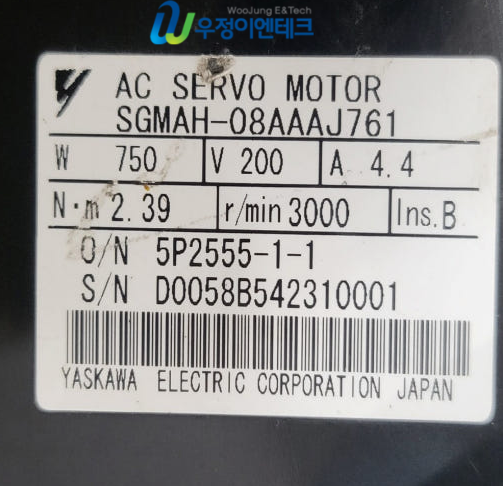 WooJung E&Tech
우정이엔테크
AC SERVO MOTOR
SGMAH-08AAAJ761
W 750 V 200 A 4.4
N·m 2.39 r/min 3000 Ins.B
O/N 5P2555-1-1
S/N D0058B542310001
YASKAWA ELECTRIC CORPORATION JAPAN